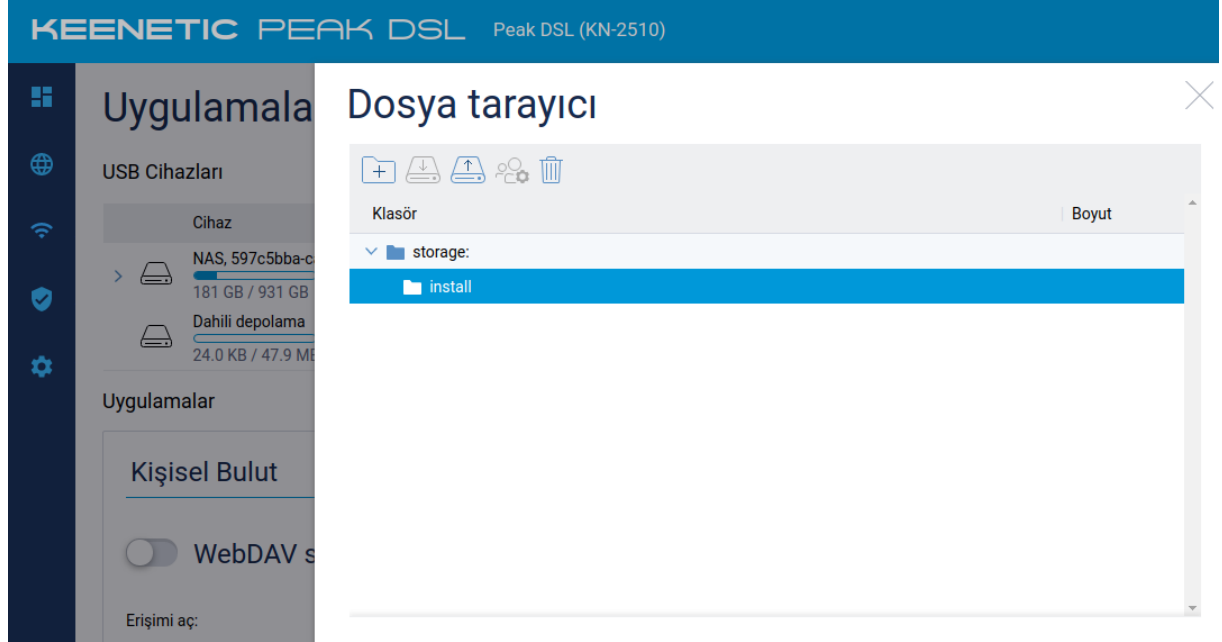 KEENETIC PEAK DSL Peak DSL (KN-2510)
Uygulamala
USB Cihazları
Cihaz
NAS, 597c5bba-c
181 GB / 931 GB
Dahili depolama
24.0 KB / 47.9 MB
Uygulamalar
Kişisel Bulut
WebDAV s
Erişimi aç:
Dosya tarayıcı
Klasör Boyut
storage:
install